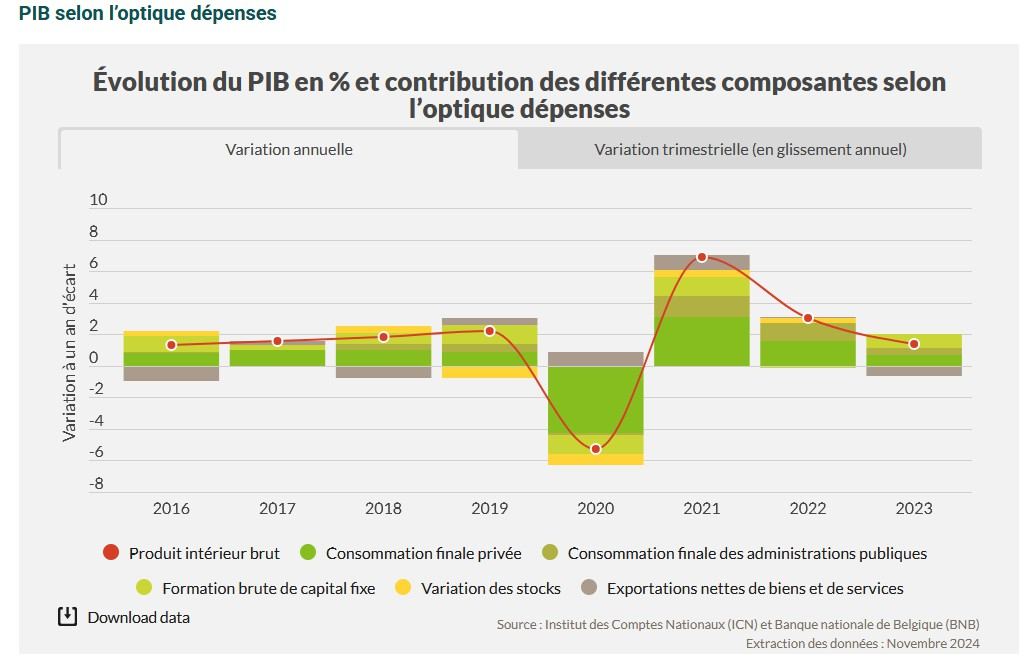 PIB selon l’optique dépenses
Évolution du PIB en % et contribution des différentes composantes selon
l’optique dépenses
Variation annuelle
Variation trimestrielle (en glissement annuel)
Variation à un an d’écart
10
8
6
4
2
0
-2
-4
-6
-8
2016 2017 2018 2019 2020 2021 2022 2023
Produit intérieur brut Consommation finale privée Consommation finale des administrations publiques
Formation brute de capital fixe Variation des stocks Exportations nettes de biens et de services
Download data
Source : Institut des Comptes Nationaux (ICN) et Banque nationale de Belgique (BNB)
Extraction des données : Novembre 2024